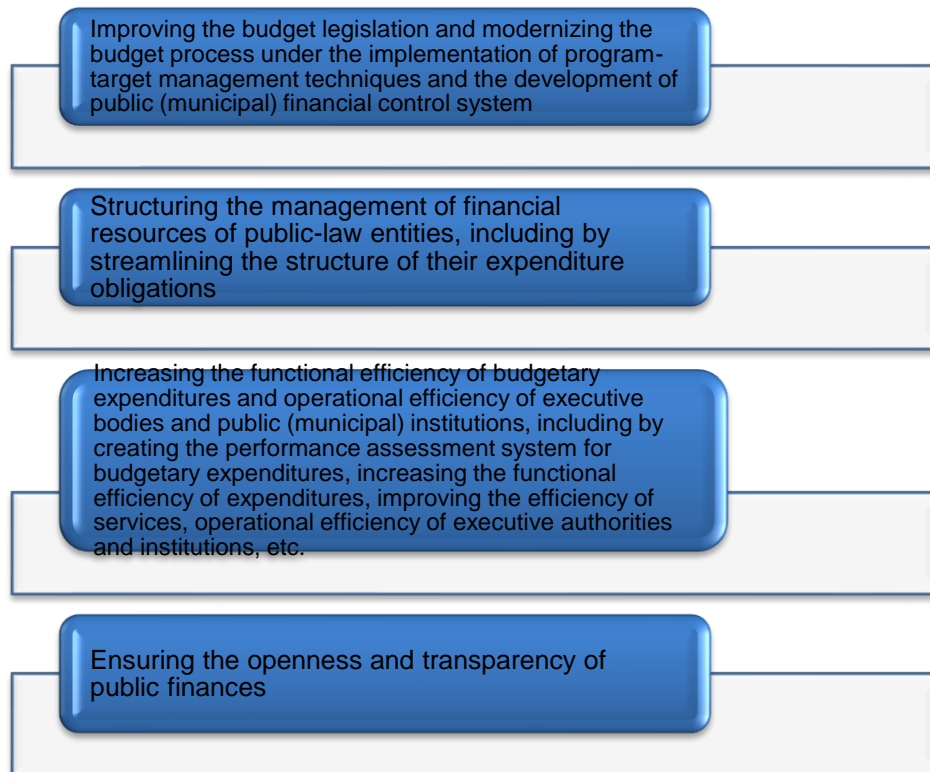 Improving the budget legislation and modernizing the
budget process under the implementation of program-
target management techniques and the development of
public (municipal) financial control system
Structuring the management of financial
resources of public-law entities, including by
streamlining the structure of their expenditure
obligations
Increasing the functional efficiency of budgetary
expenditures and operational efficiency of executive
bodies and public (municipal) institutions, including by
creating the performance assessment system for
budgetary expenditures, increasing the functional
efficiency of expenditures, improving the efficiency of
services, operational efficiency of executive authorities
and institutions, etc.
Ensuring the openness and transparency of
public finances